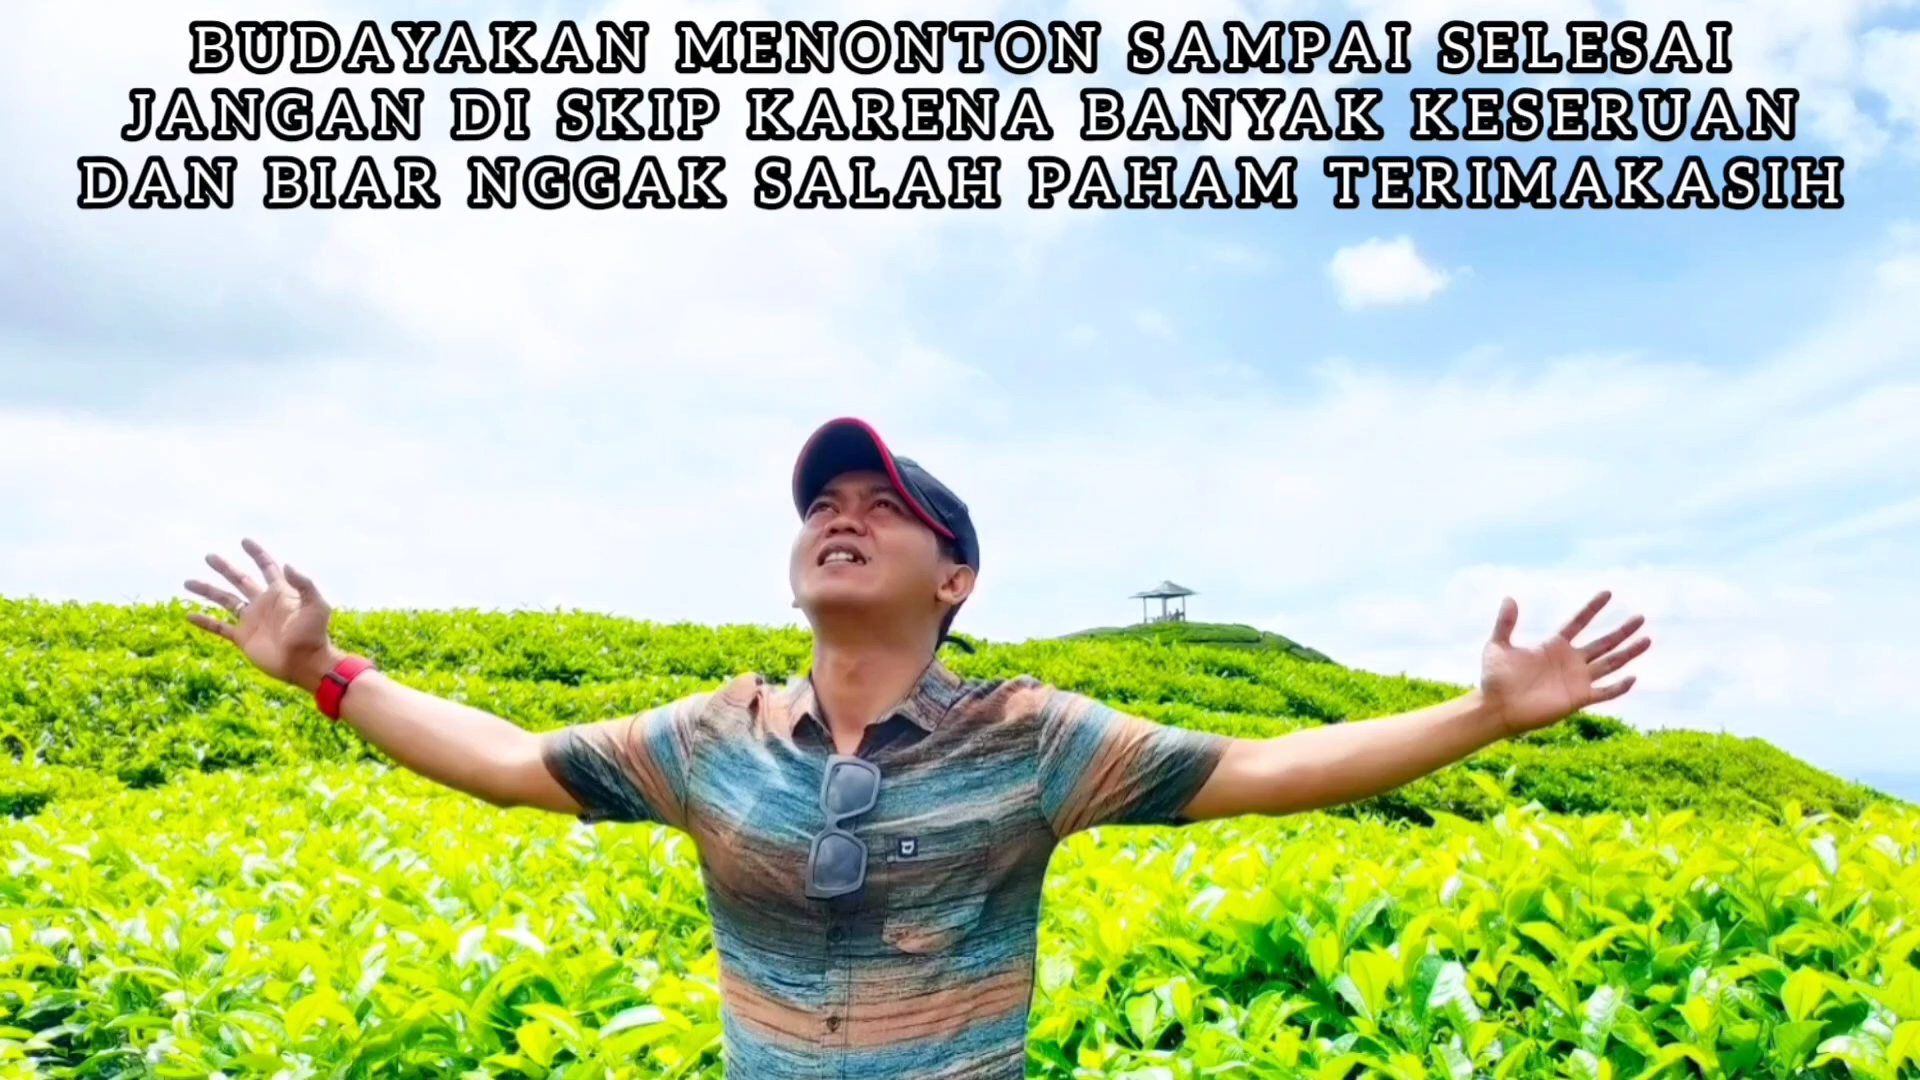 BUDAYAKAN MENONTON SAMPAI SELESAI
JANGAN DI SKIP KARENA BANYAK KESERUAN
DAN BIAR NGGAK SALAH PAHAM TERIMAKASIH
D